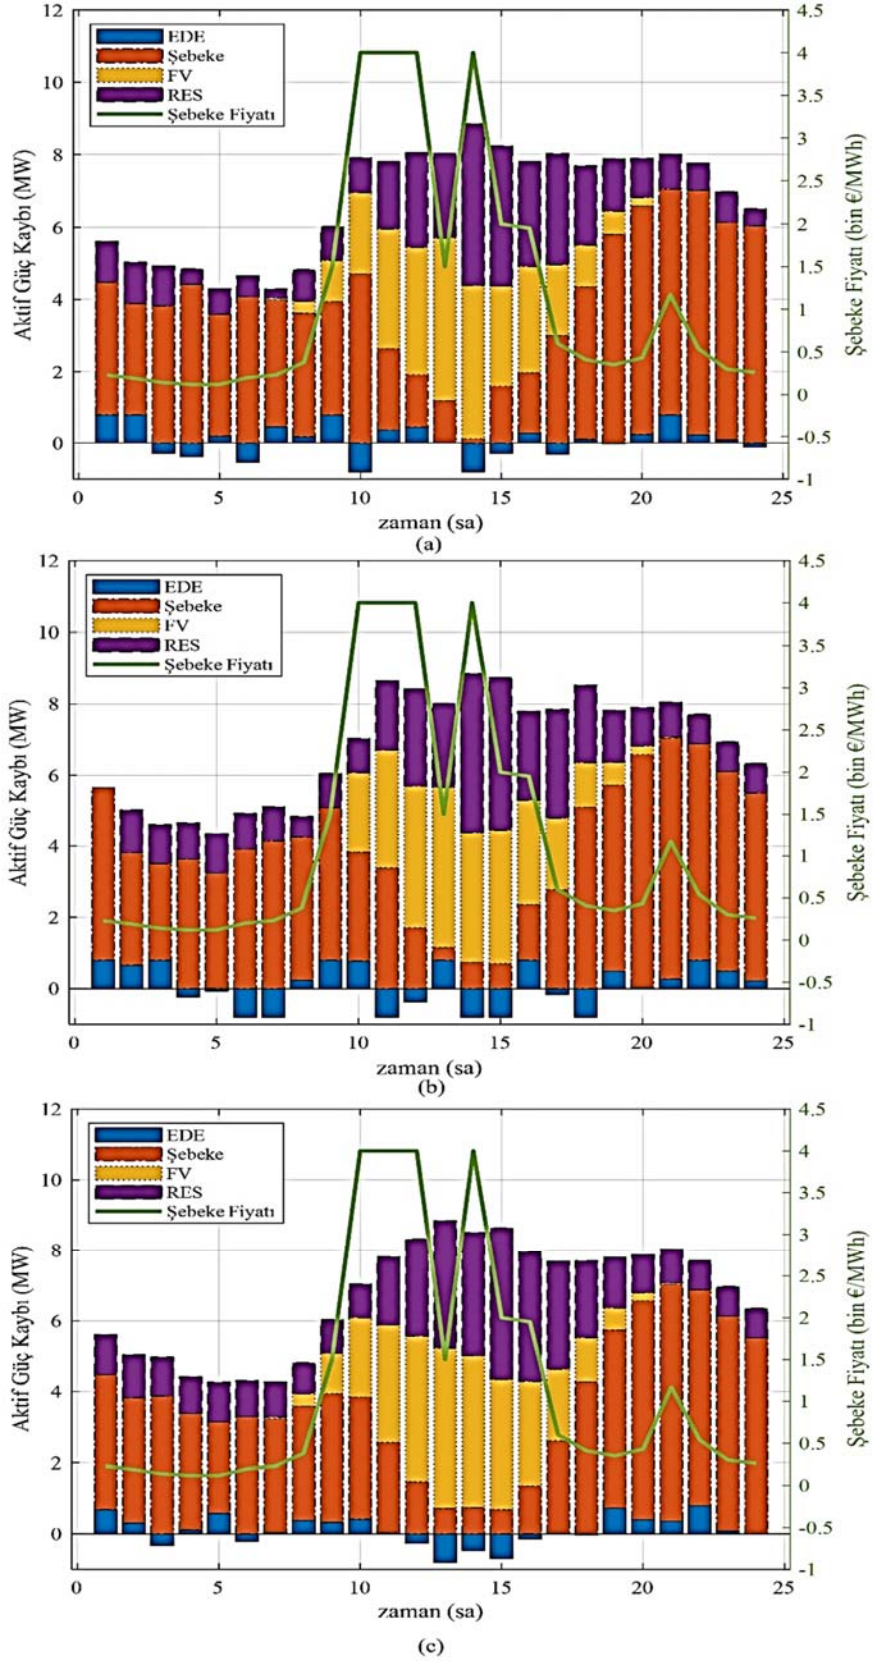 12
10
8
6
4
2
0
Aktif Güç Kaybı (MW)
EDE
Şebeke
FV
RES
Şebeke Fiyatı
4.5
4
3.5
3
2.5
2
1.5
1
0.5
0
-0.5
-1
Şebeke Fiyatı (bin €/MWh)
0 5 10 15 20 25
zaman (sa)
(a)
12
10
8
6
4
2
0
Aktif Güç Kaybı (MW)
EDE
Şebeke
FV
RES
Şebeke Fiyatı
4.5
4
3.5
3
2.5
2
1.5
1
0.5
0
-0.5
-1
Şebeke Fiyatı (bin €/MWh)
0 5 10 15 20 25
zaman (sa)
(b)
12
10
8
6
4
2
0
Aktif Güç Kaybı (MW)
EDE
Şebeke
FV
RES
Şebeke Fiyatı
4.5
4
3.5
3
2.5
2
1.5
1
0.5
0
-0.5
-1
Şebeke Fiyatı (bin €/MWh)
0 5 10 15 20 25
zaman (sa)
(c)